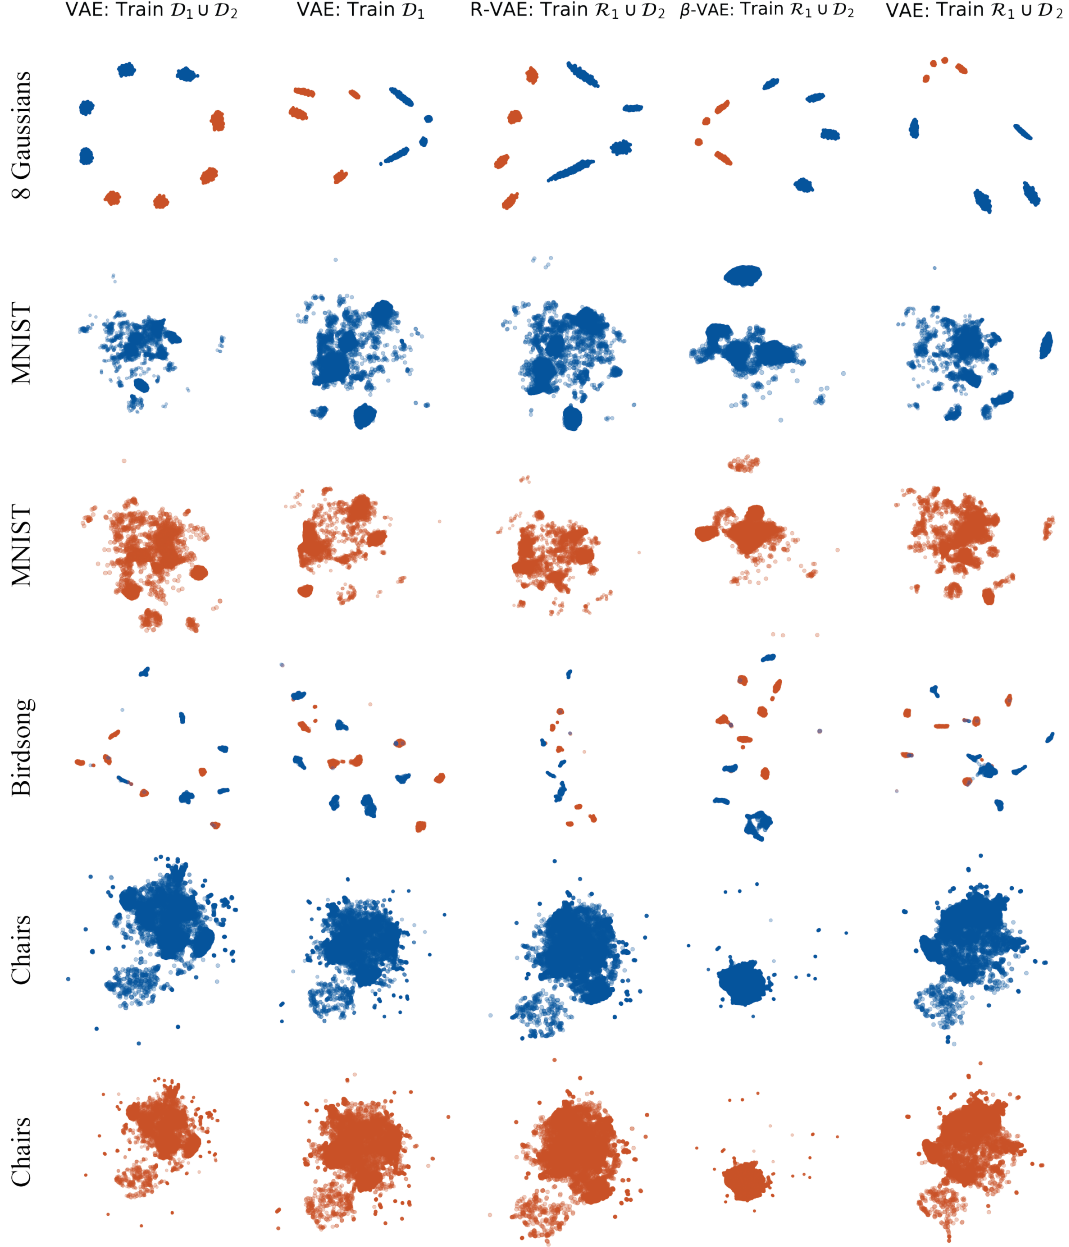 VAE: Train 𝒟₁ ∪ 𝒟₂
VAE: Train 𝒟₁
R-VAE: Train ℛ₁ ∪ 𝒟₂
β-VAE: Train ℛ₁ ∪ 𝒟₂
VAE: Train ℛ₁ ∪ 𝒟₂
8 Gaussians
MNIST
MNIST
Birdsong
Chairs
Chairs